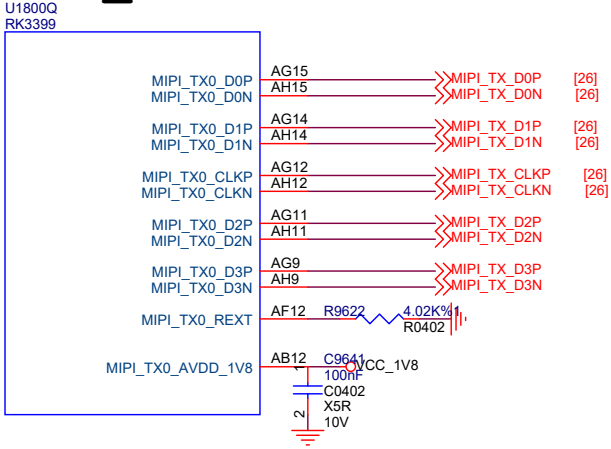 U1800Q
RK3399
MIPI_TX0_D0P AG15 MIPI_TX_D0P [26]
MIPI_TX0_D0N AH15 MIPI_TX_D0N [26]
MIPI_TX0_D1P AG14 MIPI_TX_D1P [26]
MIPI_TX0_D1N AH14 MIPI_TX_D1N [26]
MIPI_TX0_CLKP AG12 MIPI_TX_CLKP [26]
MIPI_TX0_CLKN AH12 MIPI_TX_CLKN [26]
MIPI_TX0_D2P AG11 MIPI_TX_D2P
MIPI_TX0_D2N AH11 MIPI_TX_D2N
MIPI_TX0_D3P AG9 MIPI_TX_D3P
MIPI_TX0_D3N AH9 MIPI_TX_D3N
MIPI_TX0_REXT AF12 R9622 4.02K%1
R0402
MIPI_TX0_AVDD_1V8 AB12 C9641 VCC_1V8
1 100nF
C0402
X5R
2 10V